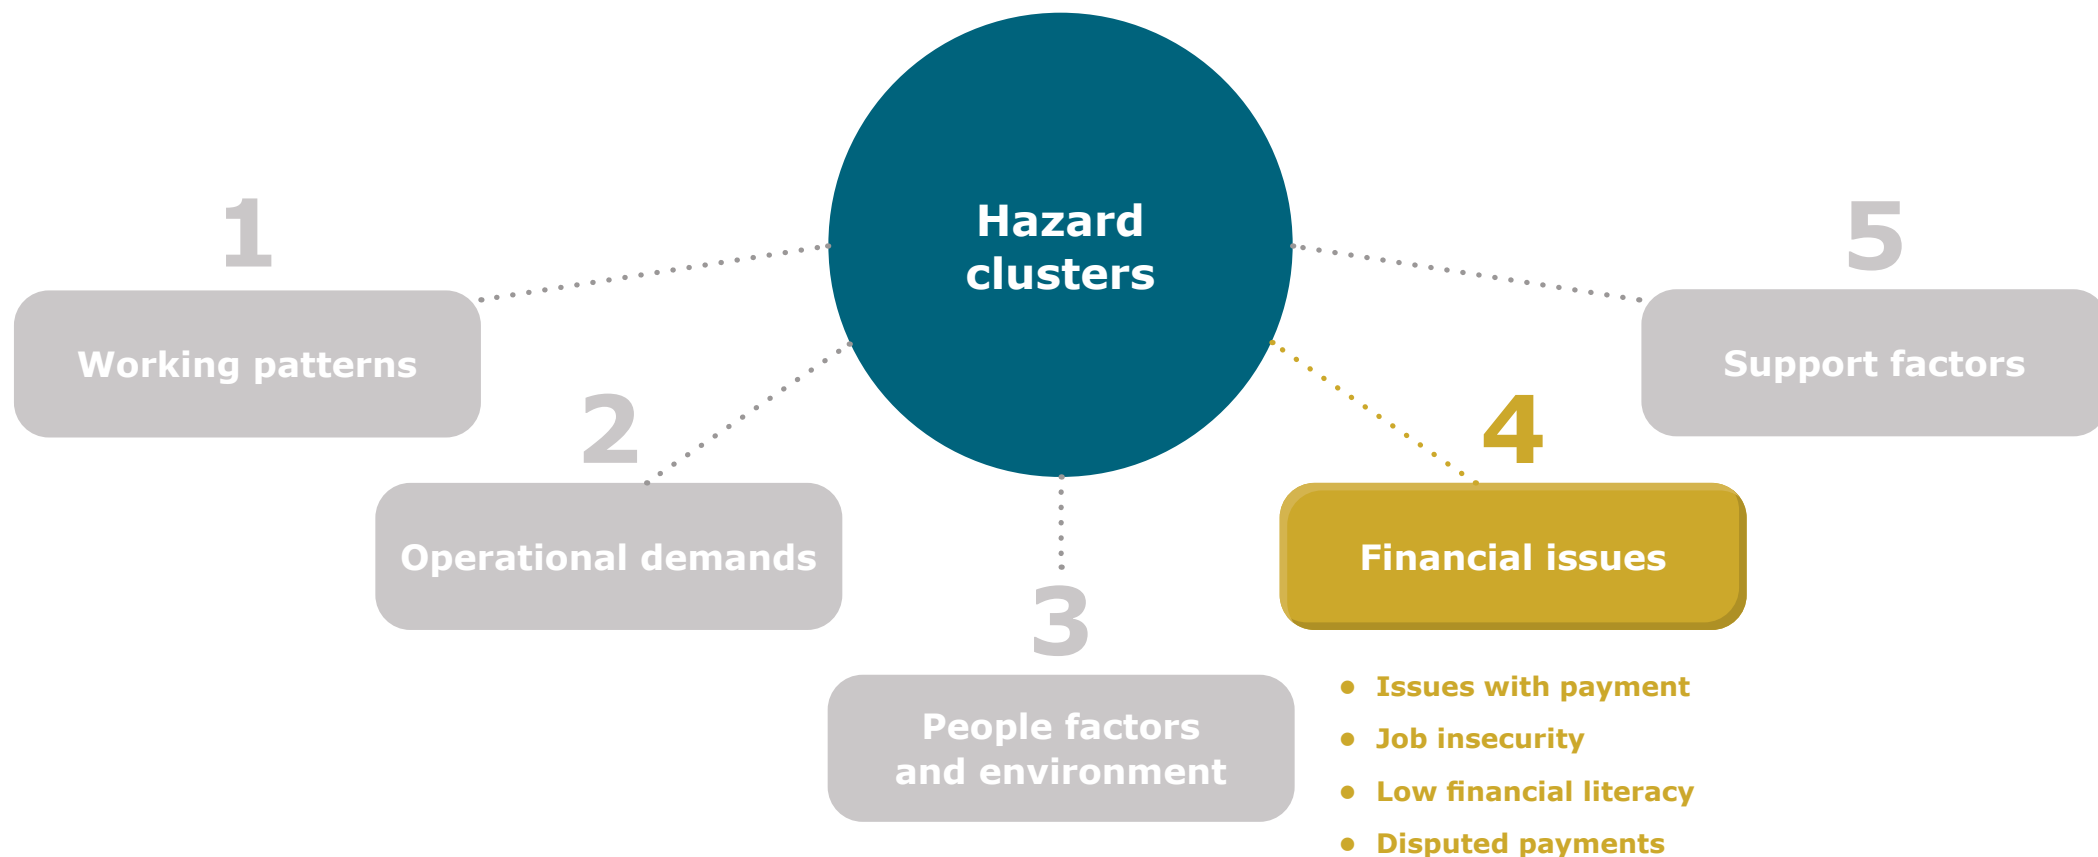 Hazard
clusters
1
Working patterns
2
Operational demands
3
People factors
and environment
4
Financial issues
• Issues with payment
• Job insecurity
• Low financial literacy
• Disputed payments
5
Support factors